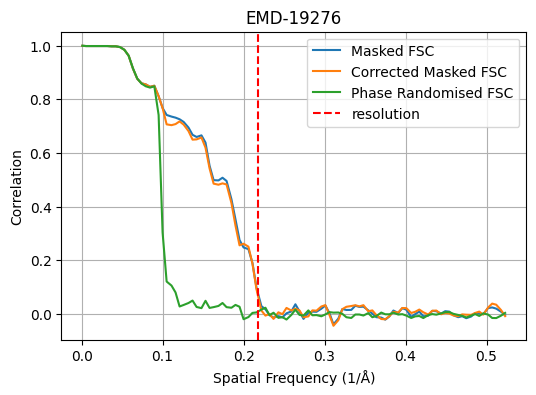 EMD-19276
Masked FSC
Corrected Masked FSC
Phase Randomised FSC
resolution
Correlation
1.0
0.8
0.6
0.4
0.2
0.0
0.0 0.1 0.2 0.3 0.4 0.5
Spatial Frequency (1/Å)